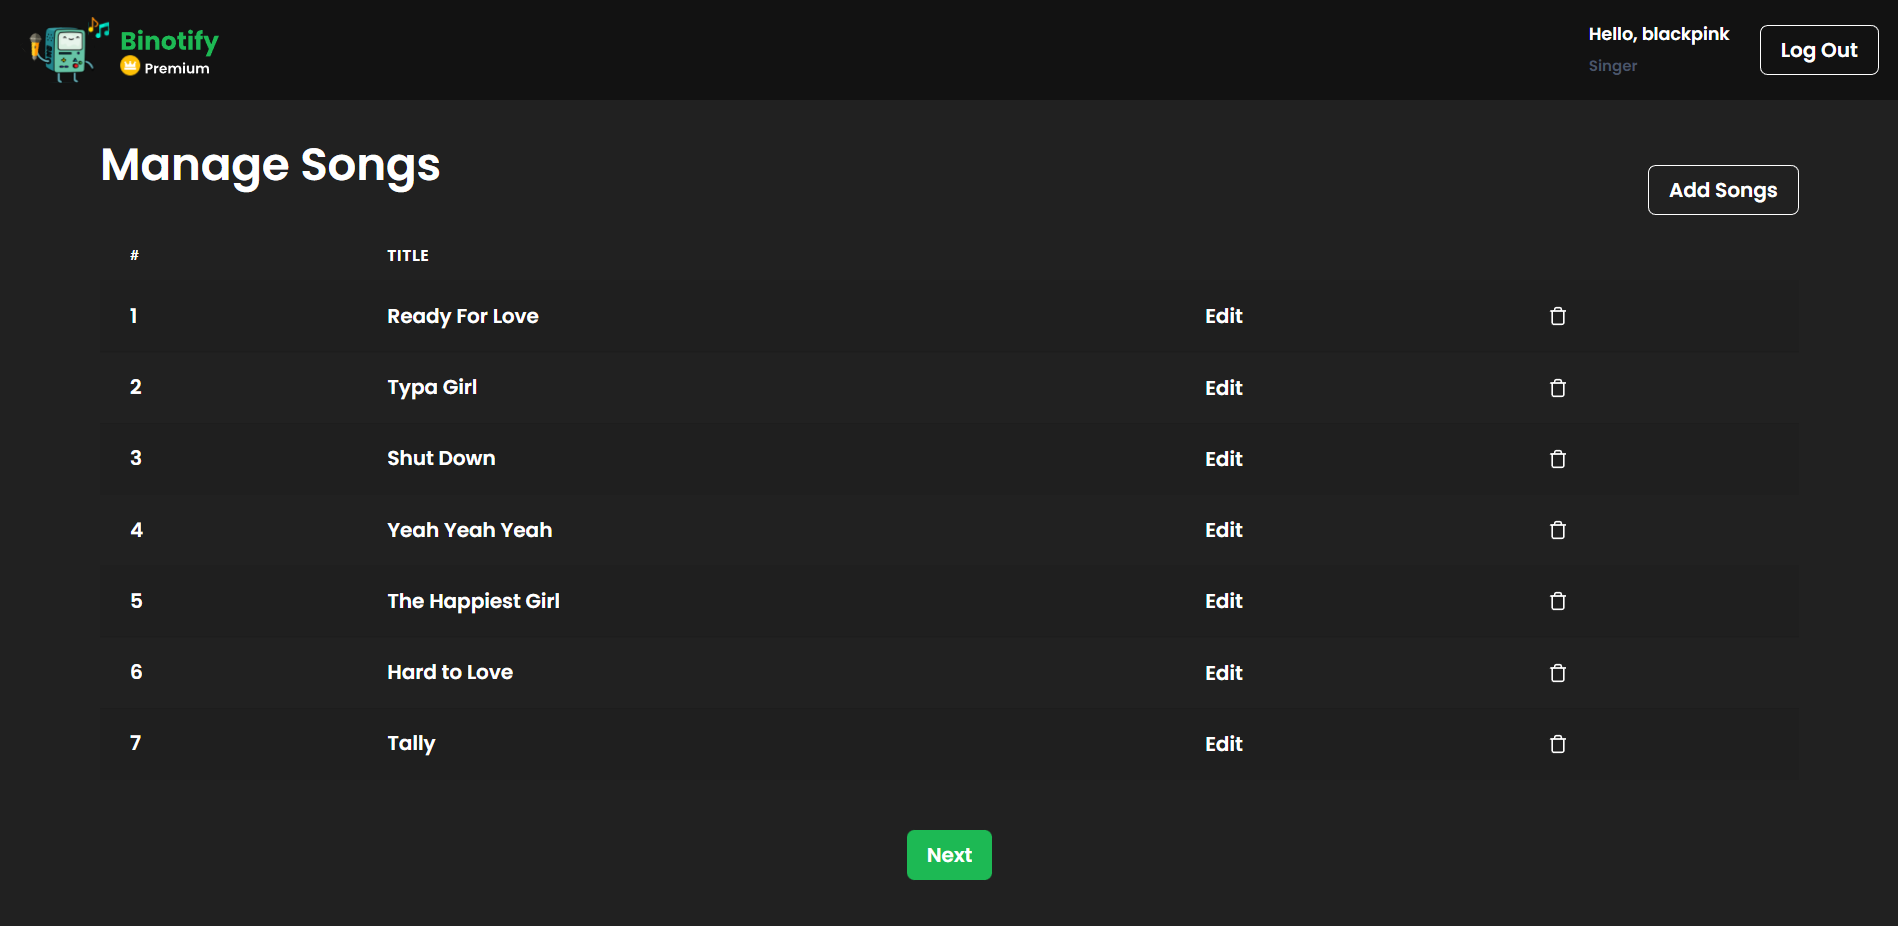 Binotify
Premium
Hello, blackpink
Singer
Log Out
Manage Songs
Add Songs
# TITLE
1 Ready For Love Edit
2 Typa Girl Edit
3 Shut Down Edit
4 Yeah Yeah Yeah Edit
5 The Happiest Girl Edit
6 Hard to Love Edit
7 Tally Edit
Next